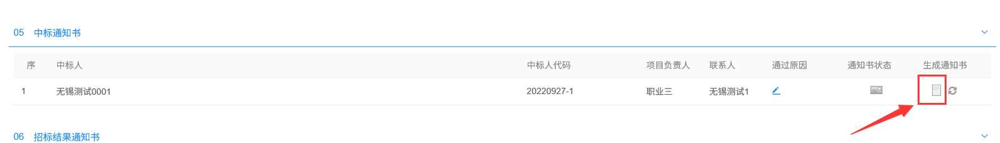 05 中标通知书
序 中标人 中标人代码 项目负责人 联系人 通过原因 通知书状态 生成通知书
1 无锡测试0001 20220927-1 职业三 无锡测试1
06 招标结果通知书